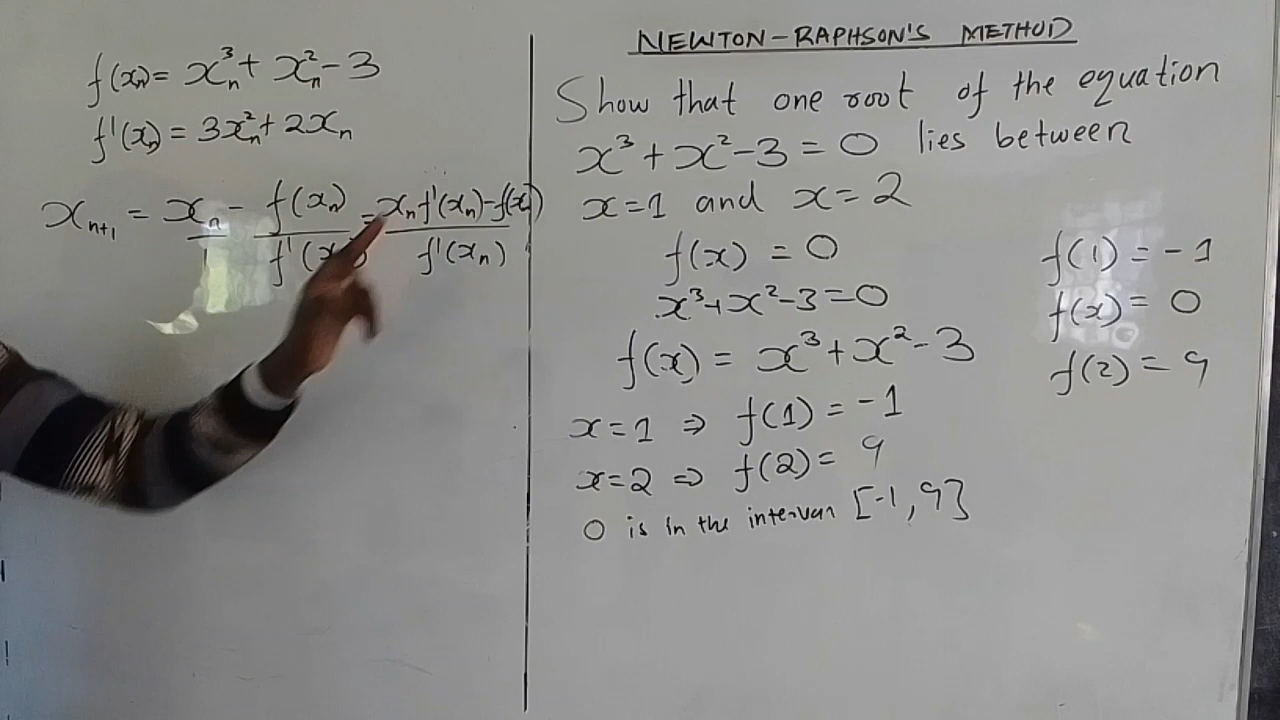 f(xₙ) = xₙ³ + xₙ² - 3
f'(xₙ) = 3xₙ² + 2xₙ
xₙ₊₁ = xₙ/1 - f(xₙ)/f'(xₙ) = (xₙf'(xₙ) - f(xₙ))/f'(xₙ)
NEWTON-RAPHSON'S METHOD
Show that one root of the equation
x³ + x² - 3 = 0 lies between
x = 1 and x = 2
f(x) = 0
x³ + x² - 3 = 0
f(x) = x³ + x² - 3
x = 1 ⇒ f(1) = -1
x = 2 ⇒ f(2) = 9
0 is in the interval [-1, 9]
f(1) = -1
f(x) = 0
f(2) = 9